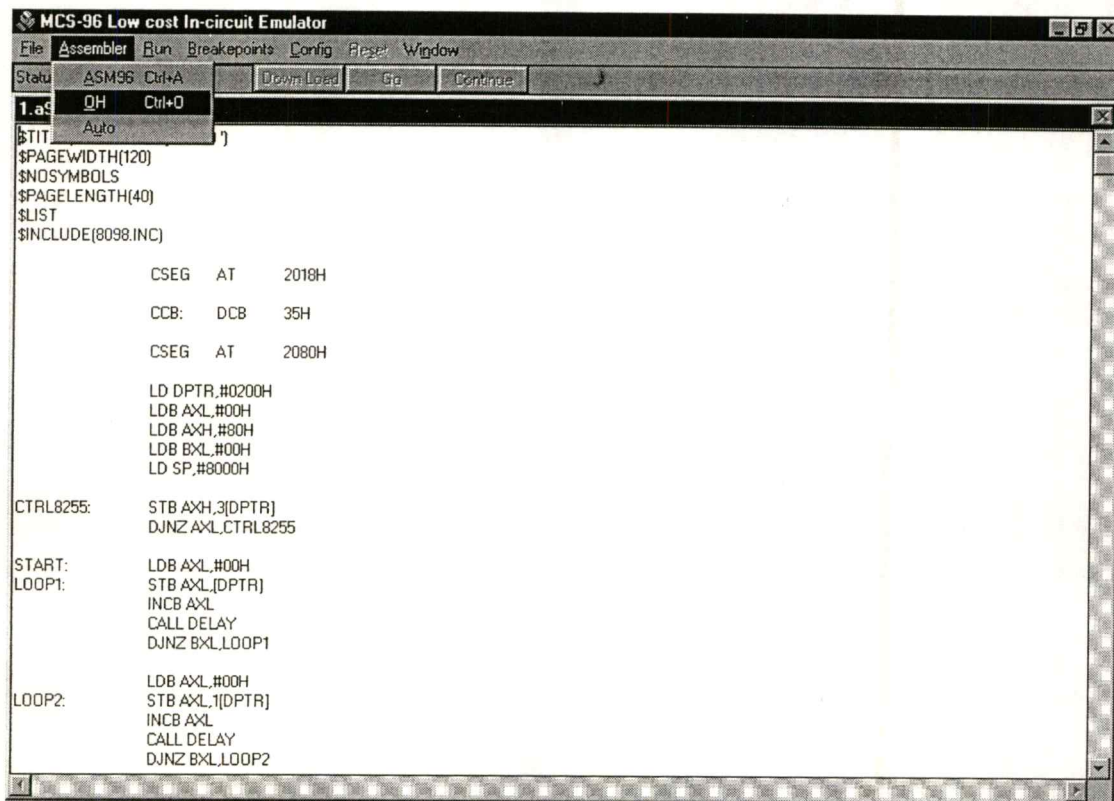 MCS-96 Low cost In-circuit Emulator
File Assembler Run Breakepoints Config Reset Window
Statu Down Load Go Continue
ASM96 Ctrl+A
OH Ctrl+O
Auto
1.a
$TIT ')
$PAGEWIDTH(120)
$NOSYMBOLS
$PAGELENGTH(40)
$LIST
$INCLUDE(8098.INC)
CSEG AT 2018H
CCB: DCB 35H
CSEG AT 2080H
LD DPTR,#0200H
LDB AXL,#00H
LDB AXH,#80H
LDB BXL,#00H
LD SP,#8000H
CTRL8255: STB AXH,3[DPTR]
DJNZ AXL,CTRL8255
START: LDB AXL,#00H
LOOP1: STB AXL,[DPTR]
INCB AXL
CALL DELAY
DJNZ BXL,LOOP1
LDB AXL,#00H
LOOP2: STB AXL,1[DPTR]
INCB AXL
CALL DELAY
DJNZ BXL,LOOP2